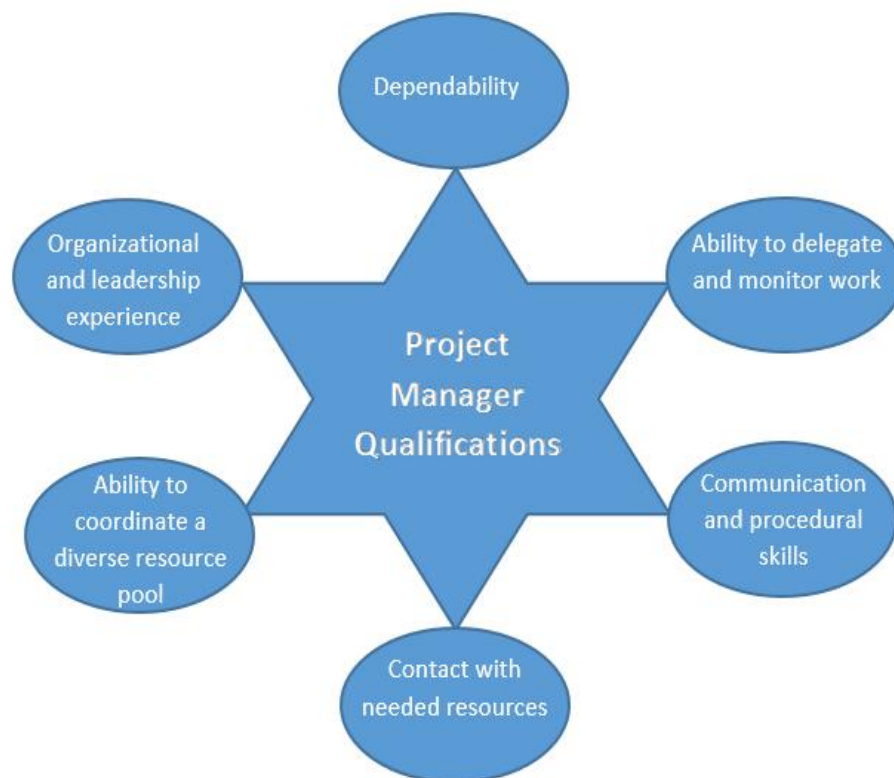 Dependability
Organizational
and leadership
experience
Ability to delegate
and monitor work
Project
Manager
Qualifications
Ability to
coordinate a
diverse resource
pool
Communication
and procedural
skills
Contact with
needed resources